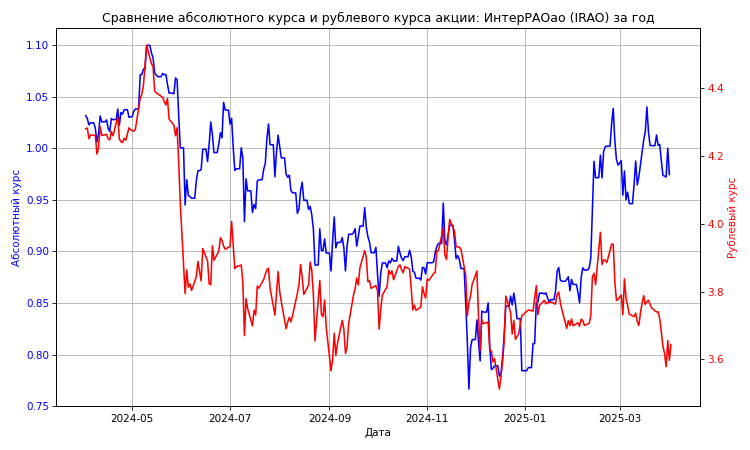 Сравнение абсолютного курса и рублевого курса акции: ИнтерРАОао (IRAO) за год
1.10
1.05
1.00
0.95
0.90
0.85
0.80
0.75
Абсолютный курс
4.4
4.2
4.0
3.8
3.6
Рублевый курс
2024-05 2024-07 2024-09 2024-11 2025-01 2025-03
Дата